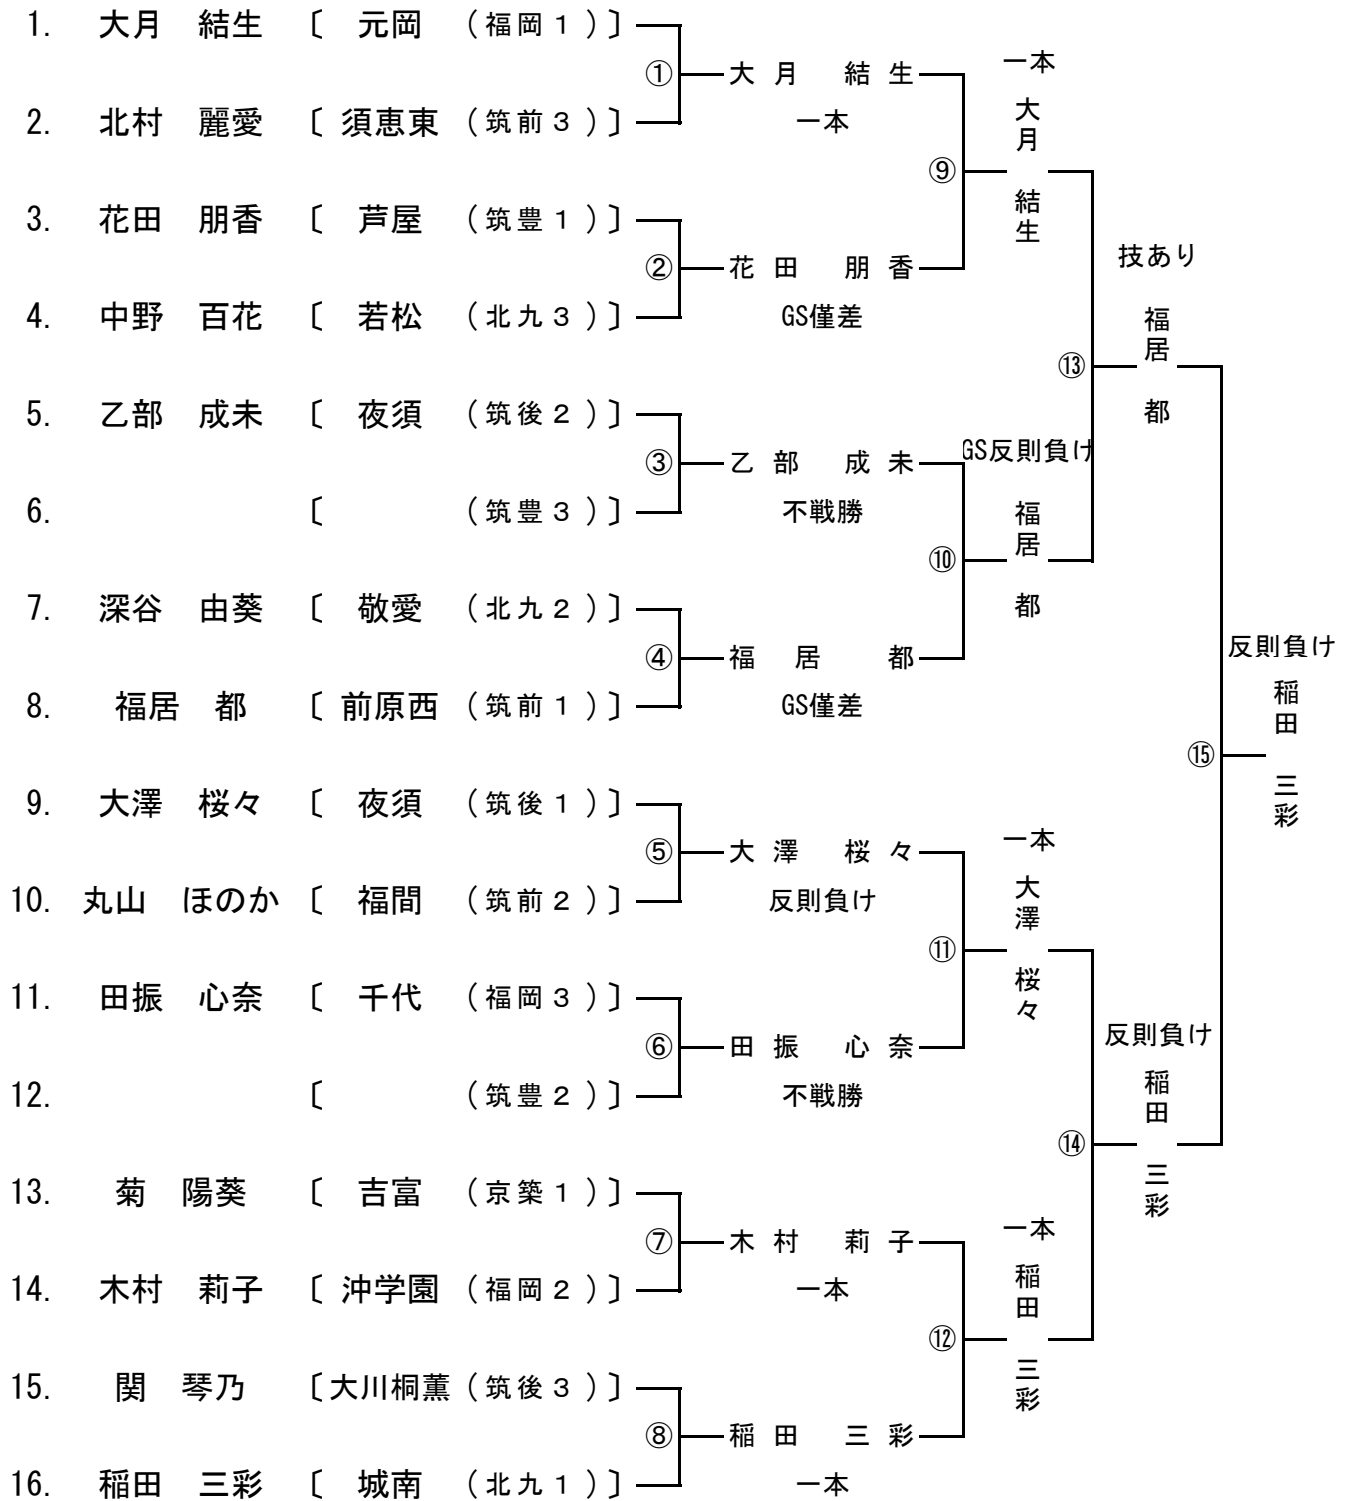 1. 大月 結生 〔 元岡 (福岡１)〕
① 大月 結生
一本
2. 北村 麗愛 〔 須恵東 (筑前３)〕
⑨
一本
大月 結生
3. 花田 朋香 〔 芦屋 (筑豊１)〕
② 花田 朋香
GS僅差
4. 中野 百花 〔 若松 (北九３)〕
⑬
技あり
福居 都
5. 乙部 成未 〔 夜須 (筑後２)〕
③ 乙部 成未
不戦勝
6. 〔 (筑豊３)〕
⑩
GS反則負け
福居 都
7. 深谷 由葵 〔 敬愛 (北九２)〕
④ 福居 都
GS僅差
8. 福居 都 〔 前原西 (筑前１)〕
⑮
反則負け
稲田 三彩
9. 大澤 桜々 〔 夜須 (筑後１)〕
⑤ 大澤 桜々
反則負け
10. 丸山 ほのか 〔 福間 (筑前２)〕
⑪
一本
大澤 桜々
11. 田振 心奈 〔 千代 (福岡３)〕
⑥ 田振 心奈
不戦勝
12. 〔 (筑豊２)〕
⑭
反則負け
稲田 三彩
13. 菊 陽葵 〔 吉富 (京築１)〕
⑦ 木村 莉子
一本
14. 木村 莉子 〔 沖学園 (福岡２)〕
⑫
一本
稲田 三彩
15. 関 琴乃 〔大川桐薫 (筑後３)〕
⑧ 稲田 三彩
一本
16. 稲田 三彩 〔 城南 (北九１)〕